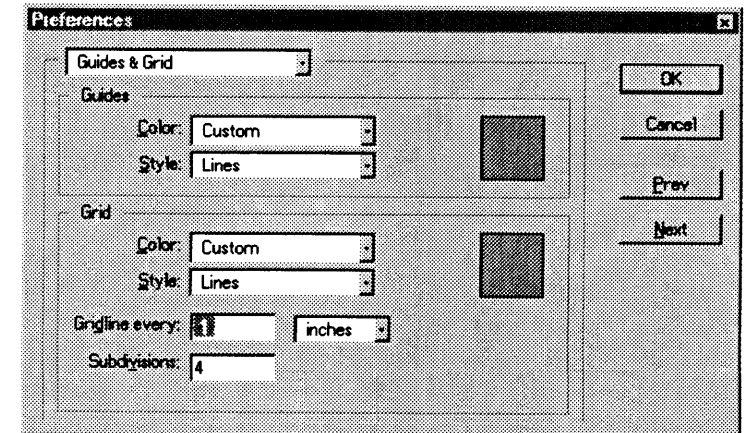 Preferences
Guides & Grid
OK
Guides
Color: Custom
Cancel
Style: Lines
Prev
Grid
Next
Color: Custom
Style: Lines
Gridline every: 1 inches
Subdivisions: 4